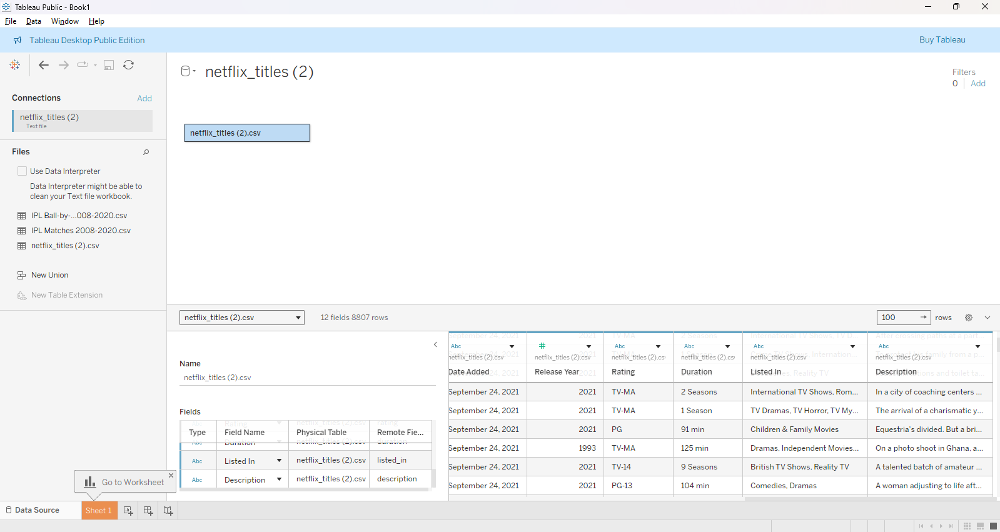 Tableau Public - Book1
File Data Window Help
Tableau Desktop Public Edition
Buy Tableau
Connections Add
netflix_titles (2)
Text file
Files
Use Data Interpreter
Data Interpreter might be able to
clean your Text file workbook.
IPL Ball-by-...008-2020.csv
IPL Matches 2008-2020.csv
netflix_titles (2).csv
New Union
New Table Extension
netflix_titles (2)
Filters
0 Add
netflix_titles (2).csv
netflix_titles (2).csv 12 fields 8807 rows 100 rows
Name
netflix_titles (2).csv
Fields
Type Field Name Physical Table Remote Fie...
Abc Listed In netflix_titles (2).csv listed_in
Abc Description netflix_titles (2).csv description
Abc # Abc Abc Abc Abc
netflix_titles (2).csv netflix_titles (2).csv netflix_titles (2).cs netflix_titles (2).cs netflix_titles (2).csv netflix_titles (2).csv
Date Added Release Year Rating Duration Listed In Description
September 24, 2021 2021 TV-MA 2 Seasons International TV Shows, Rom... In a city of coaching centers ...
September 24, 2021 2021 TV-MA 1 Season TV Dramas, TV Horror, TV My... The arrival of a charismatic y...
September 24, 2021 2021 PG 91 min Children & Family Movies Equestria's divided. But a bri...
September 24, 2021 1993 TV-MA 125 min Dramas, Independent Movies... On a photo shoot in Ghana, a...
September 24, 2021 2021 TV-14 9 Seasons British TV Shows, Reality TV A talented batch of amateur ...
September 24, 2021 2021 PG-13 104 min Comedies, Dramas A woman adjusting to life aft...
Go to Worksheet
Data Source Sheet 1